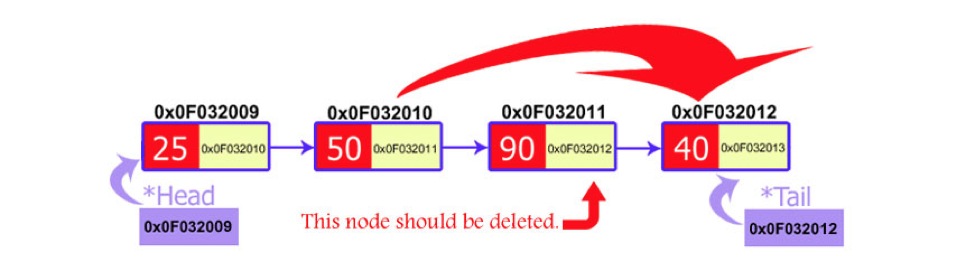 0x0F032009 0x0F032010 0x0F032011 0x0F032012
25 0x0F032010 50 0x0F032011 90 0x0F032012 40 0x0F032013
*Head *Tail
0x0F032009 This node should be deleted. 0x0F032012